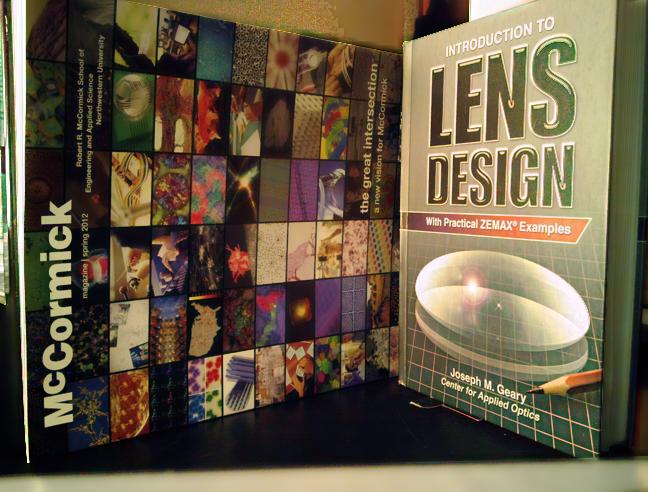 McCormick
magazine | spring 2012
Robert R. McCormick School of
Engineering and Applied Science
Northwestern University
the great intersection
a new vision for McCormick
INTRODUCTION TO
LENS
DESIGN
With Practical ZEMAX® Examples
Joseph M. Geary
Center for Applied Optics